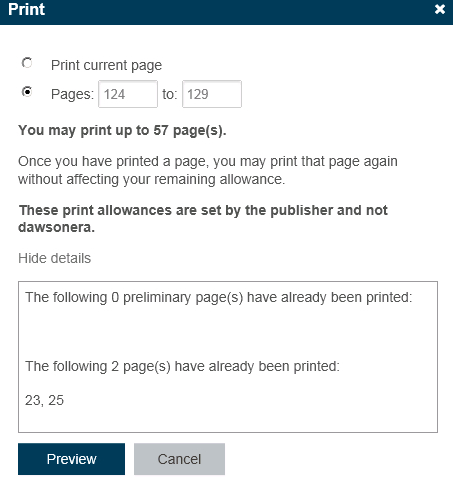 Print ×
Print current page
Pages: 124 to: 129
You may print up to 57 page(s).
Once you have printed a page, you may print that page again
without affecting your remaining allowance.
These print allowances are set by the publisher and not
dawsonera.
Hide details
The following 0 preliminary page(s) have already been printed:
The following 2 page(s) have already been printed:
23, 25
Preview Cancel